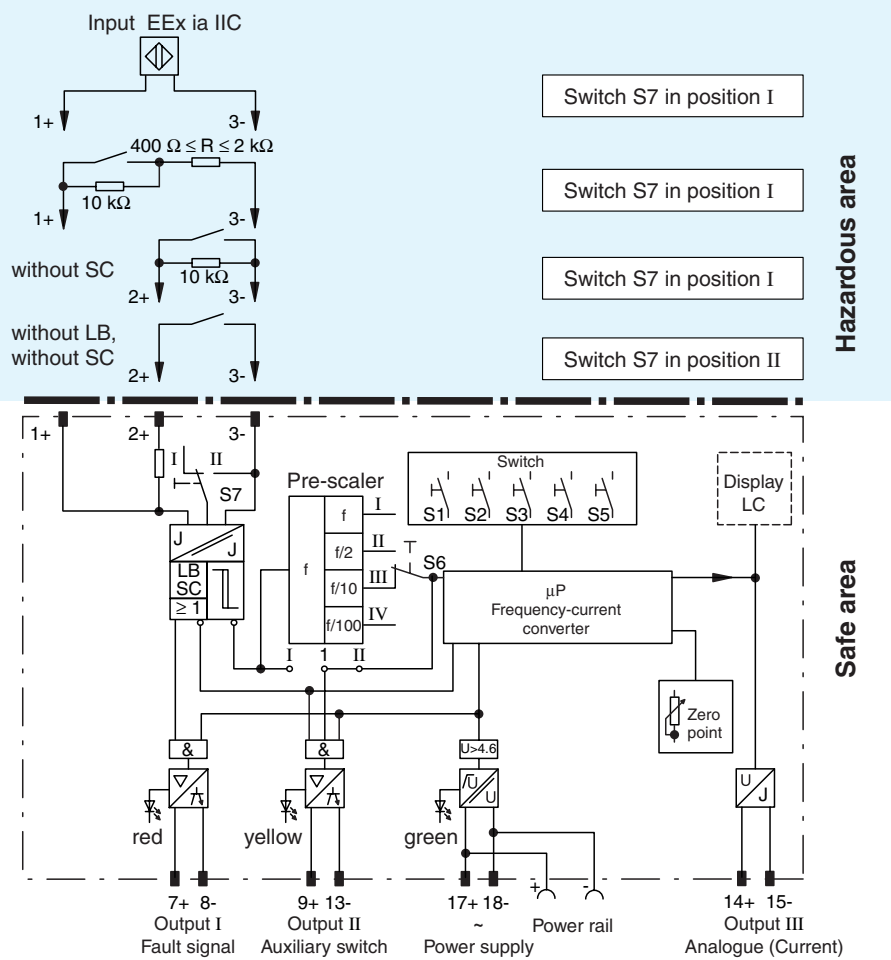 Input EEx ia IIC
Switch S7 in position I
1+ 3-
400 Ω ≤ R ≤ 2 kΩ
10 kΩ
Switch S7 in position I
1+ 3-
without SC
10 kΩ
Switch S7 in position I
2+ 3-
without LB,
without SC
Switch S7 in position II
2+ 3-
Hazardous area
1+ 2+ 3-
I II
S7
Pre-scaler
Switch
S1 S2 S3 S4 S5
Display
LC
J J
LB
SC
≥ 1
f
f I
f/2 II
f/10 III
f/100 IV
S6
µP
Frequency-current
converter
I 1 II
Zero
point
Safe area
&
&
U>4.6
U
U
U
J
red
yellow
green
+ -
7+ 8-
Output I
Fault signal
9+ 13-
Output II
Auxiliary switch
17+ 18-
~
Power supply
Power rail
14+ 15-
Output III
Analogue (Current)